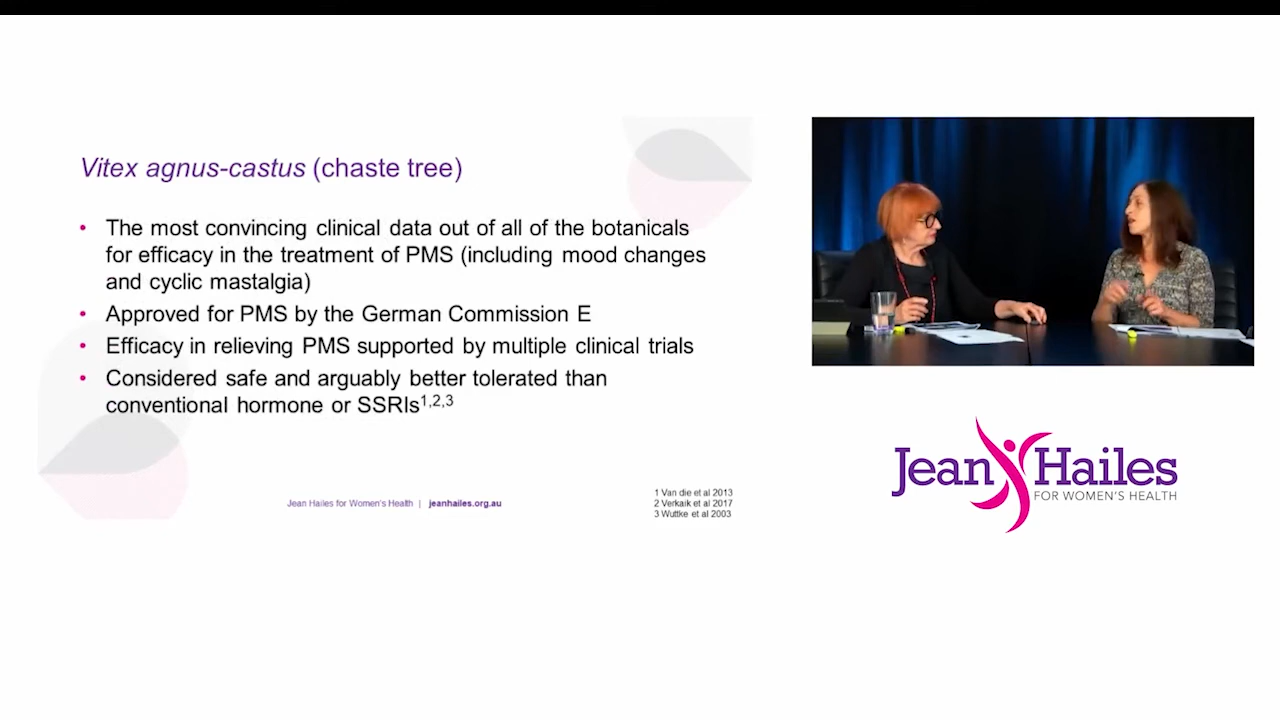 Vitex agnus-castus (chaste tree)
• The most convincing clinical data out of all of the botanicals
for efficacy in the treatment of PMS (including mood changes
and cyclic mastalgia)
• Approved for PMS by the German Commission E
• Efficacy in relieving PMS supported by multiple clinical trials
• Considered safe and arguably better tolerated than
conventional hormone or SSRIs1,2,3
Jean Hailes for Women's Health | jeanhailes.org.au
1 Van die et al 2013
2 Verkaik et al 2017
3 Wuttke et al 2003
Jean Hailes
FOR WOMEN'S HEALTH